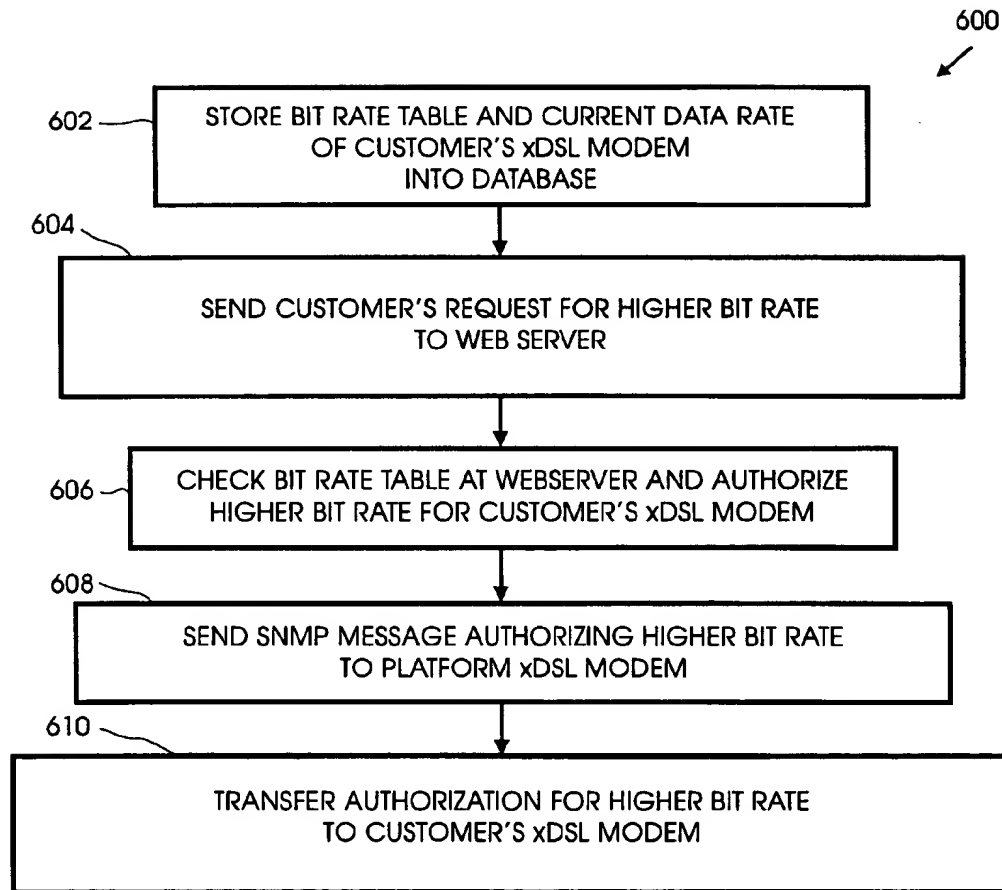 600
602
STORE BIT RATE TABLE AND CURRENT DATA RATE
OF CUSTOMER'S xDSL MODEM
INTO DATABASE
604
SEND CUSTOMER'S REQUEST FOR HIGHER BIT RATE
TO WEB SERVER
606
CHECK BIT RATE TABLE AT WEBSERVER AND AUTHORIZE
HIGHER BIT RATE FOR CUSTOMER'S xDSL MODEM
608
SEND SNMP MESSAGE AUTHORIZING HIGHER BIT RATE
TO PLATFORM xDSL MODEM
610
TRANSFER AUTHORIZATION FOR HIGHER BIT RATE
TO CUSTOMER'S xDSL MODEM